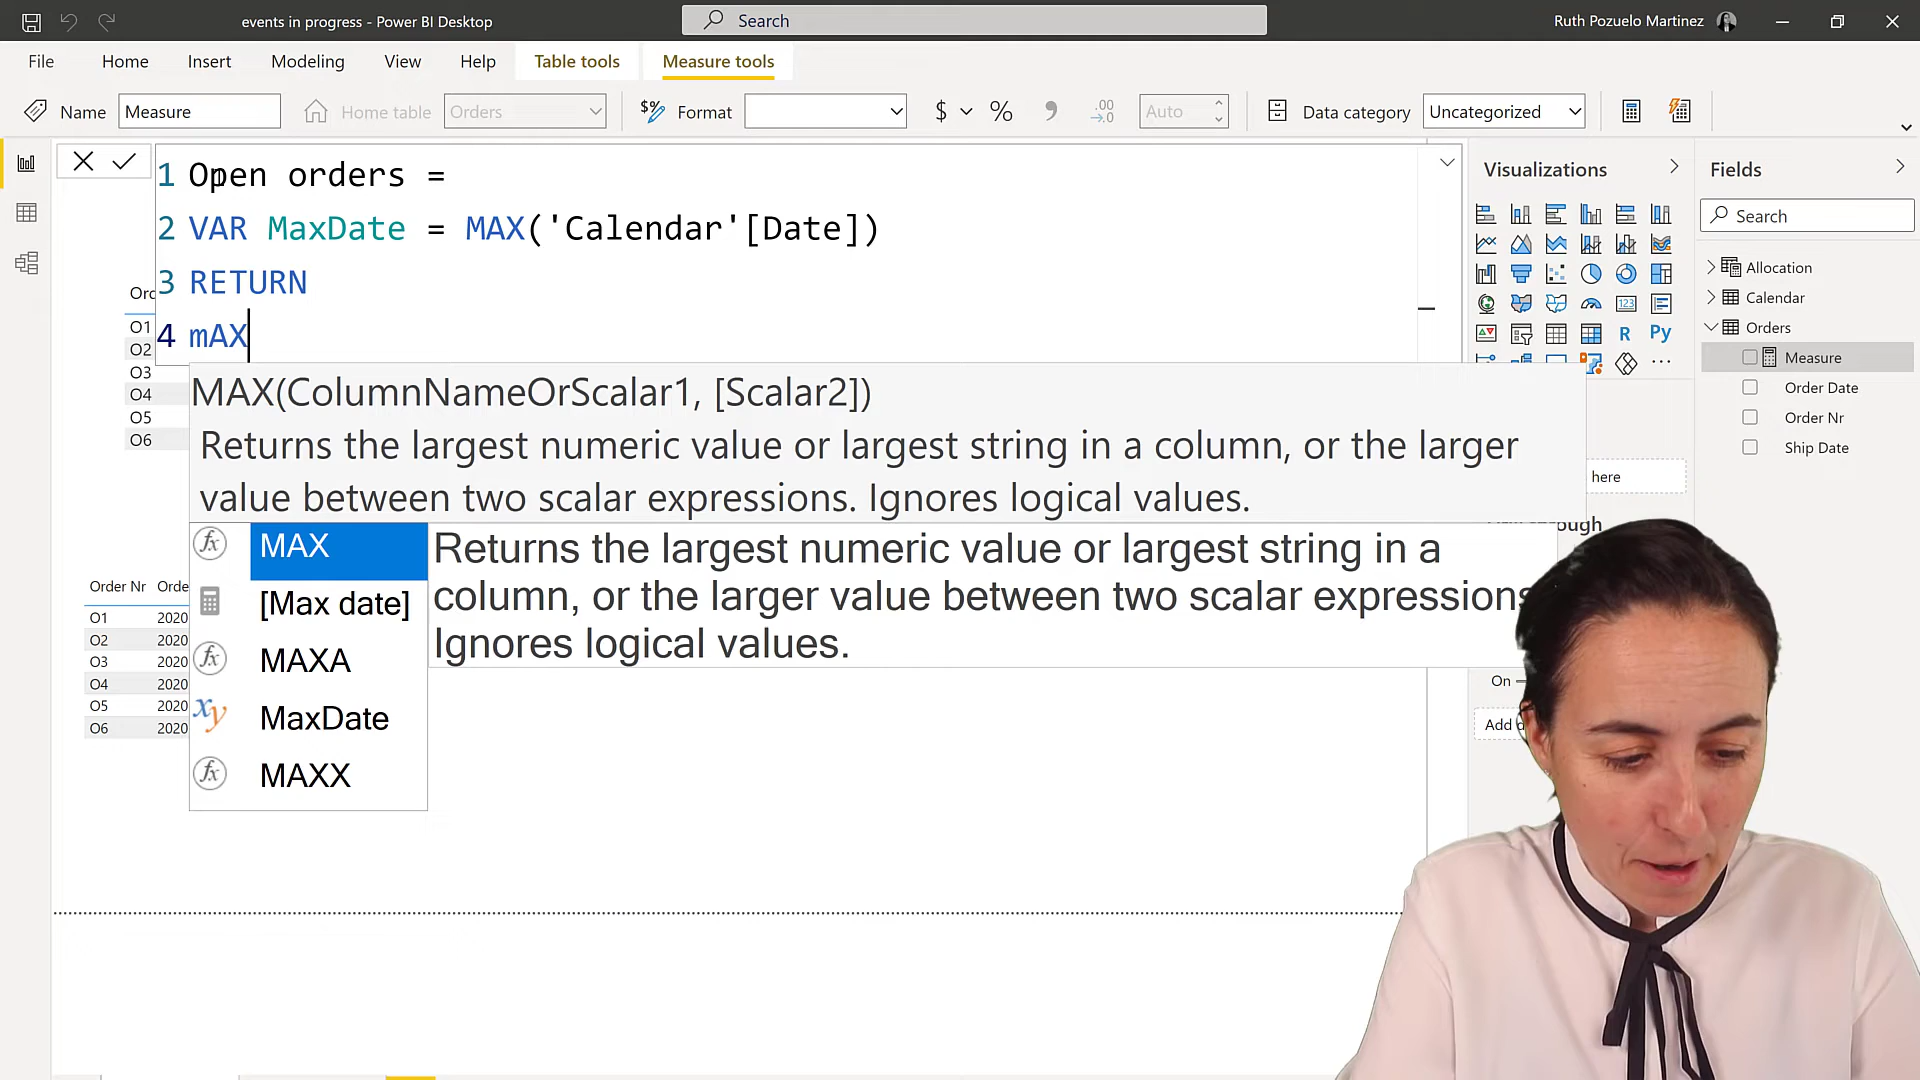 events in progress - Power BI Desktop
Search
Ruth Pozuelo Martinez
File Home Insert Modeling View Help Table tools Measure tools
Name Measure Home table Orders Format $ % Auto Data category Uncategorized
1 Open orders =
2 VAR MaxDate = MAX('Calendar'[Date])
3 RETURN
4 mAX
MAX(ColumnNameOrScalar1, [Scalar2])
Returns the largest numeric value or largest string in a column, or the larger
value between two scalar expressions. Ignores logical values.
MAX
[Max date]
MAXA
MaxDate
MAXX
Returns the largest numeric value or largest string in a
column, or the larger value between two scalar expressions
Ignores logical values.
O1
O2
O3
O4
O5
O6
Order Nr
O1 2020
O2 2020
O3 2020
O4 2020
O5 2020
O6 2020
Visualizations
R Py
123
here
On
Add
Fields
Search
Allocation
Calendar
Orders
Measure
Order Date
Order Nr
Ship Date